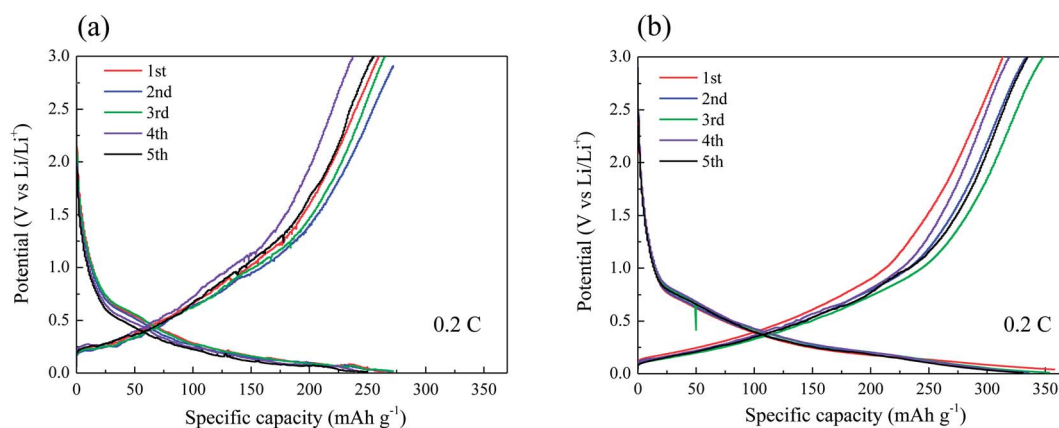 (a)
3.0
2.5
2.0
1.5
1.0
0.5
0.0
Potential (V vs Li/Li⁺)
1st
2nd
3rd
4th
5th
0.2 C
0 50 100 150 200 250 300 350
Specific capacity (mAh g⁻¹)
(b)
3.0
2.5
2.0
1.5
1.0
0.5
0.0
Potential (V vs Li/Li⁺)
1st
2nd
3rd
4th
5th
0.2 C
0 50 100 150 200 250 300 350
Specific capacity (mAh g⁻¹)